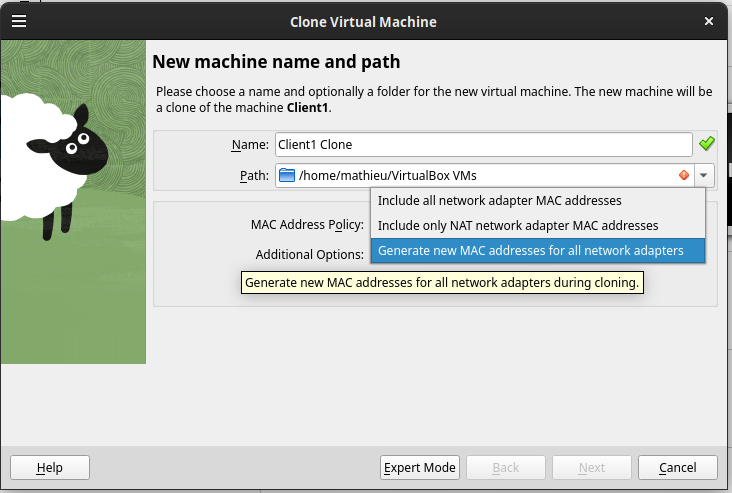 Clone Virtual Machine
New machine name and path
Please choose a name and optionally a folder for the new virtual machine. The new machine will be
a clone of the machine Client1.
Name: Client1 Clone
Path: /home/mathieu/VirtualBox VMs
Include all network adapter MAC addresses
MAC Address Policy: Include only NAT network adapter MAC addresses
Additional Options: Generate new MAC addresses for all network adapters
Generate new MAC addresses for all network adapters during cloning.
Help Expert Mode Back Next Cancel